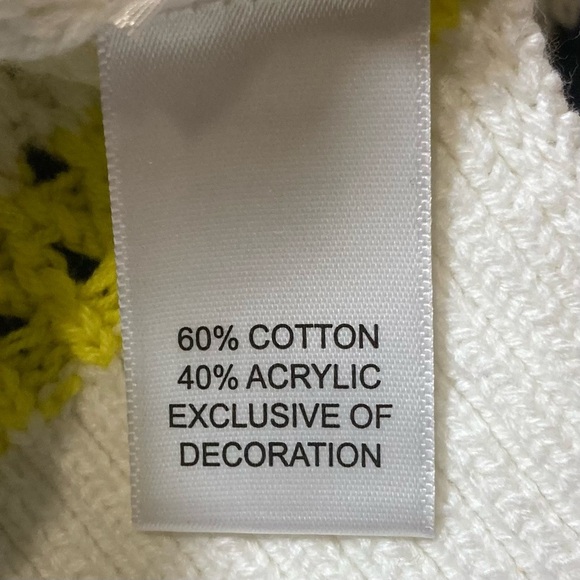 60% COTTON
40% ACRYLIC
EXCLUSIVE OF
DECORATION